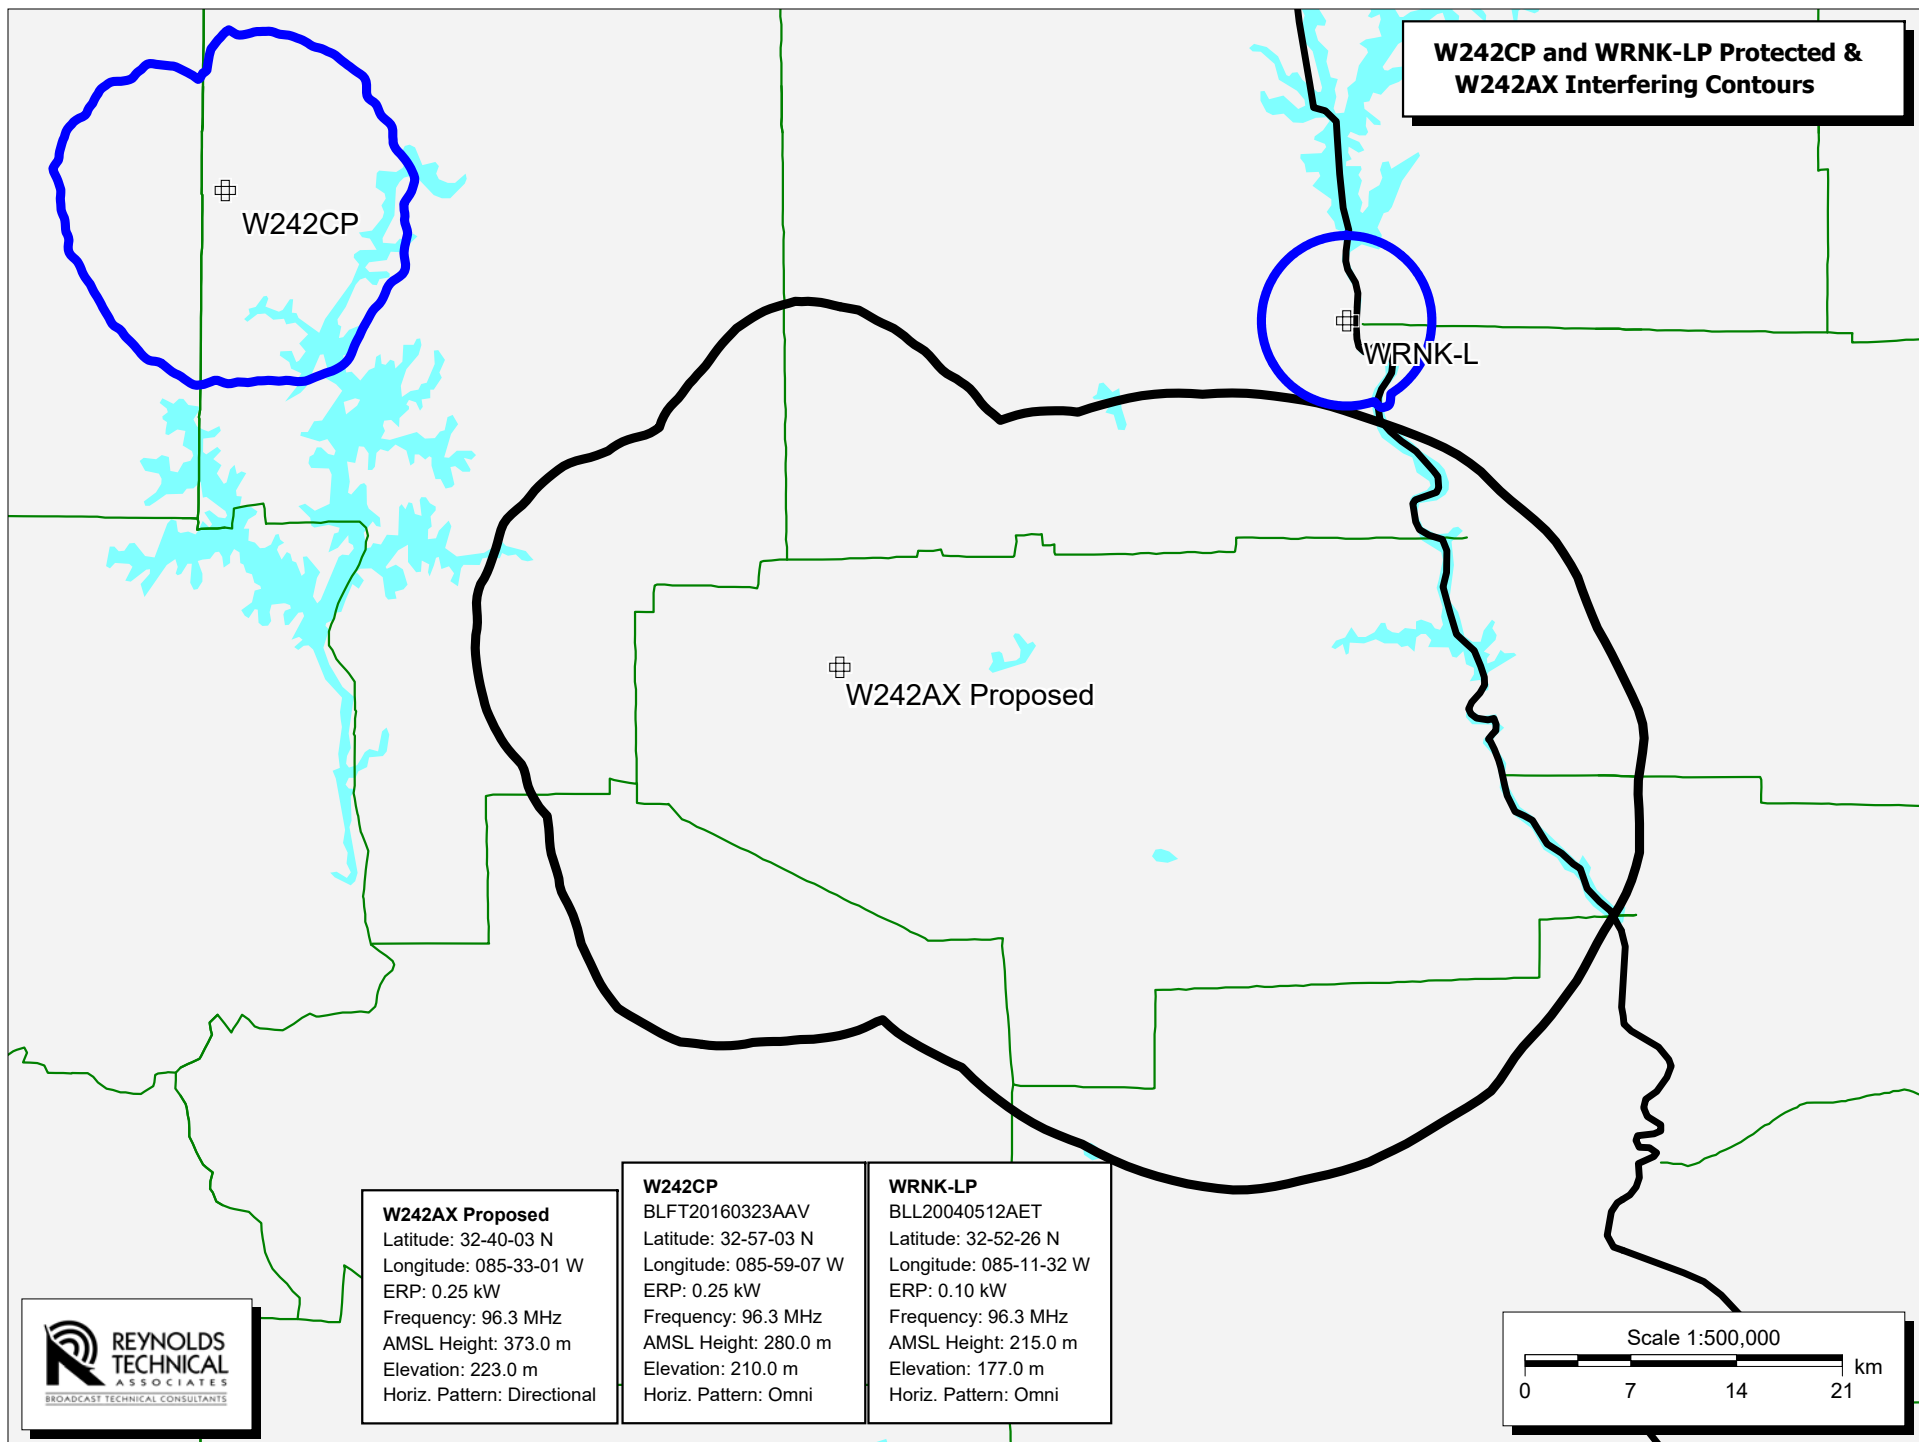 W242CP and WRNK-LP Protected &
W242AX Interfering Contours
W242CP
WRNK-L
W242AX Proposed
W242AX Proposed
Latitude: 32-40-03 N
Longitude: 085-33-01 W
ERP: 0.25 kW
Frequency: 96.3 MHz
AMSL Height: 373.0 m
Elevation: 223.0 m
Horiz. Pattern: Directional
W242CP
BLFT20160323AAV
Latitude: 32-57-03 N
Longitude: 085-59-07 W
ERP: 0.25 kW
Frequency: 96.3 MHz
AMSL Height: 280.0 m
Elevation: 210.0 m
Horiz. Pattern: Omni
WRNK-LP
BLL20040512AET
Latitude: 32-52-26 N
Longitude: 085-11-32 W
ERP: 0.10 kW
Frequency: 96.3 MHz
AMSL Height: 215.0 m
Elevation: 177.0 m
Horiz. Pattern: Omni
REYNOLDS
TECHNICAL
ASSOCIATES
BROADCAST TECHNICAL CONSULTANTS
Scale 1:500,000
km
0 7 14 21